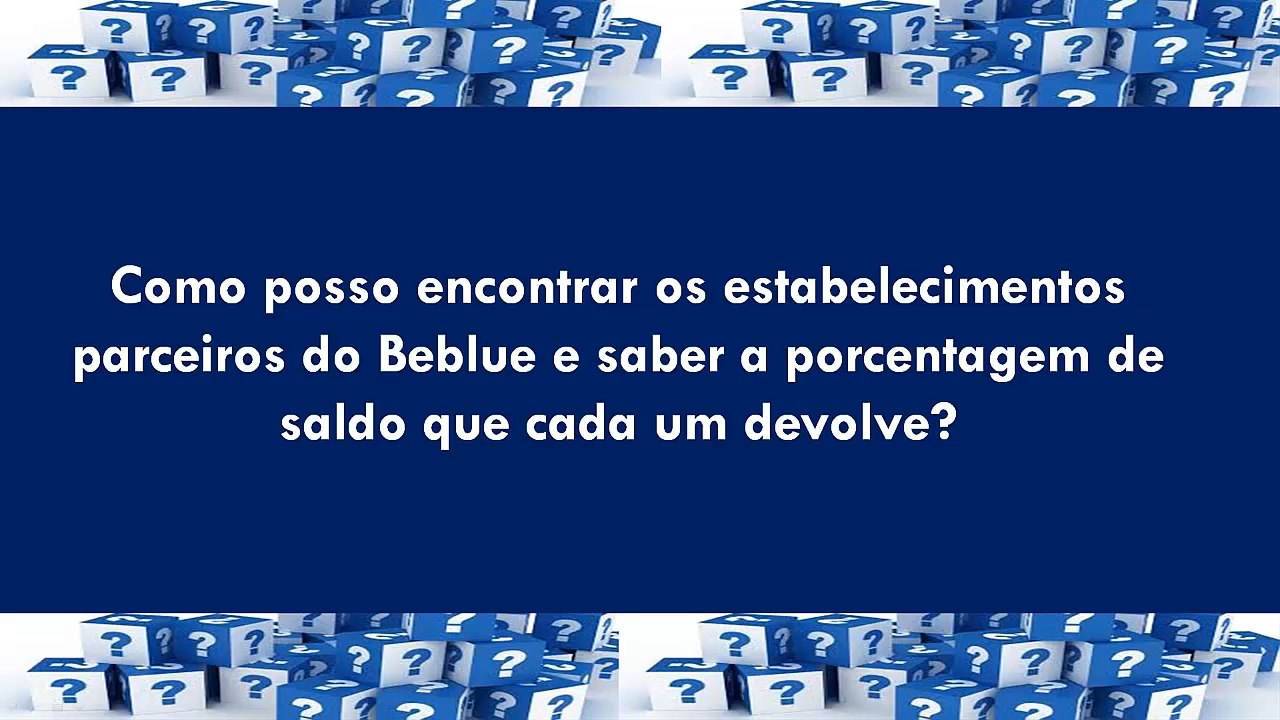 Como posso encontrar os estabelecimentos
parceiros do Beblue e saber a porcentagem de
saldo que cada um devolve?